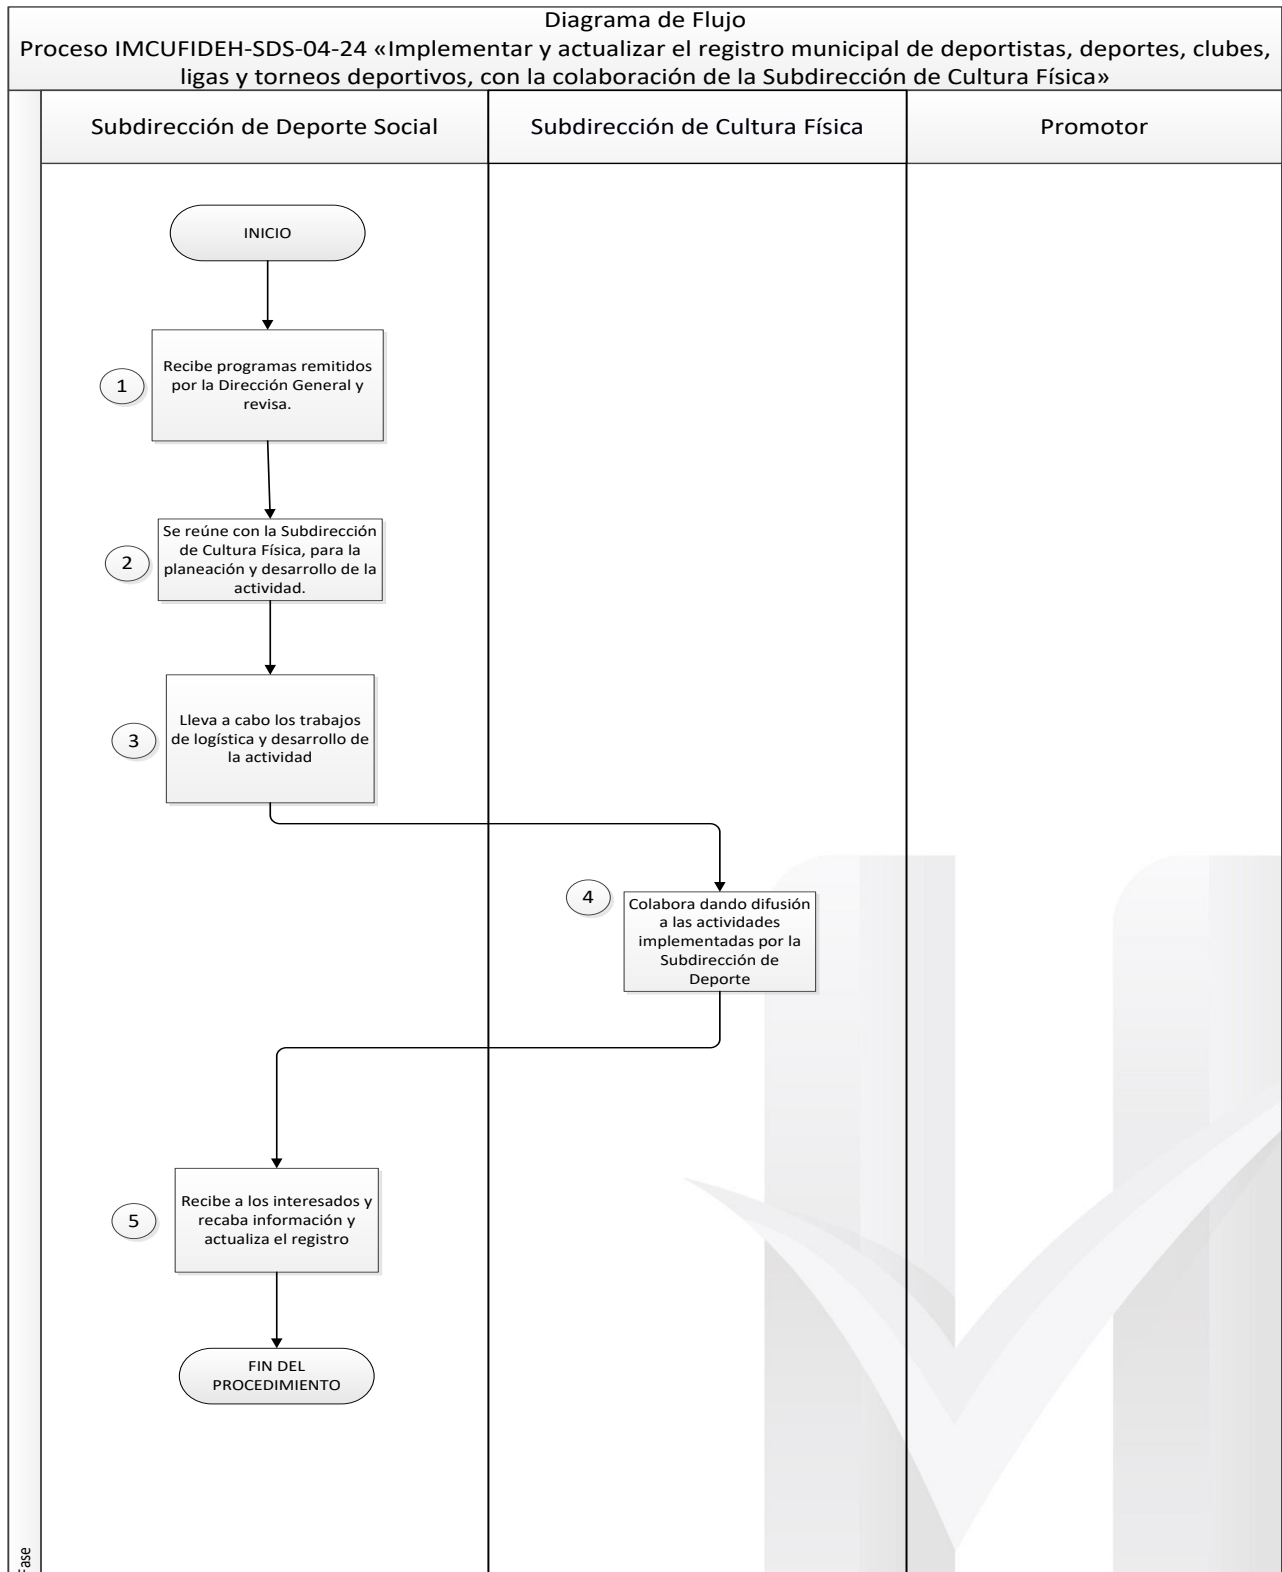 Diagrama de Flujo
Proceso IMCUFIDEH-SDS-04-24 «Implementar y actualizar el registro municipal de deportistas, deportes, clubes,
ligas y torneos deportivos, con la colaboración de la Subdirección de Cultura Física»
Subdirección de Deporte Social
Subdirección de Cultura Física
Promotor
INICIO
1
Recibe programas remitidos
por la Dirección General y
revisa.
2
Se reúne con la Subdirección
de Cultura Física, para la
planeación y desarrollo de la
actividad.
3
Lleva a cabo los trabajos
de logística y desarrollo de
la actividad
4
Colabora dando difusión
a las actividades
implementadas por la
Subdirección de
Deporte
5
Recibe a los interesados y
recaba información y
actualiza el registro
FIN DEL
PROCEDIMIENTO
Fase